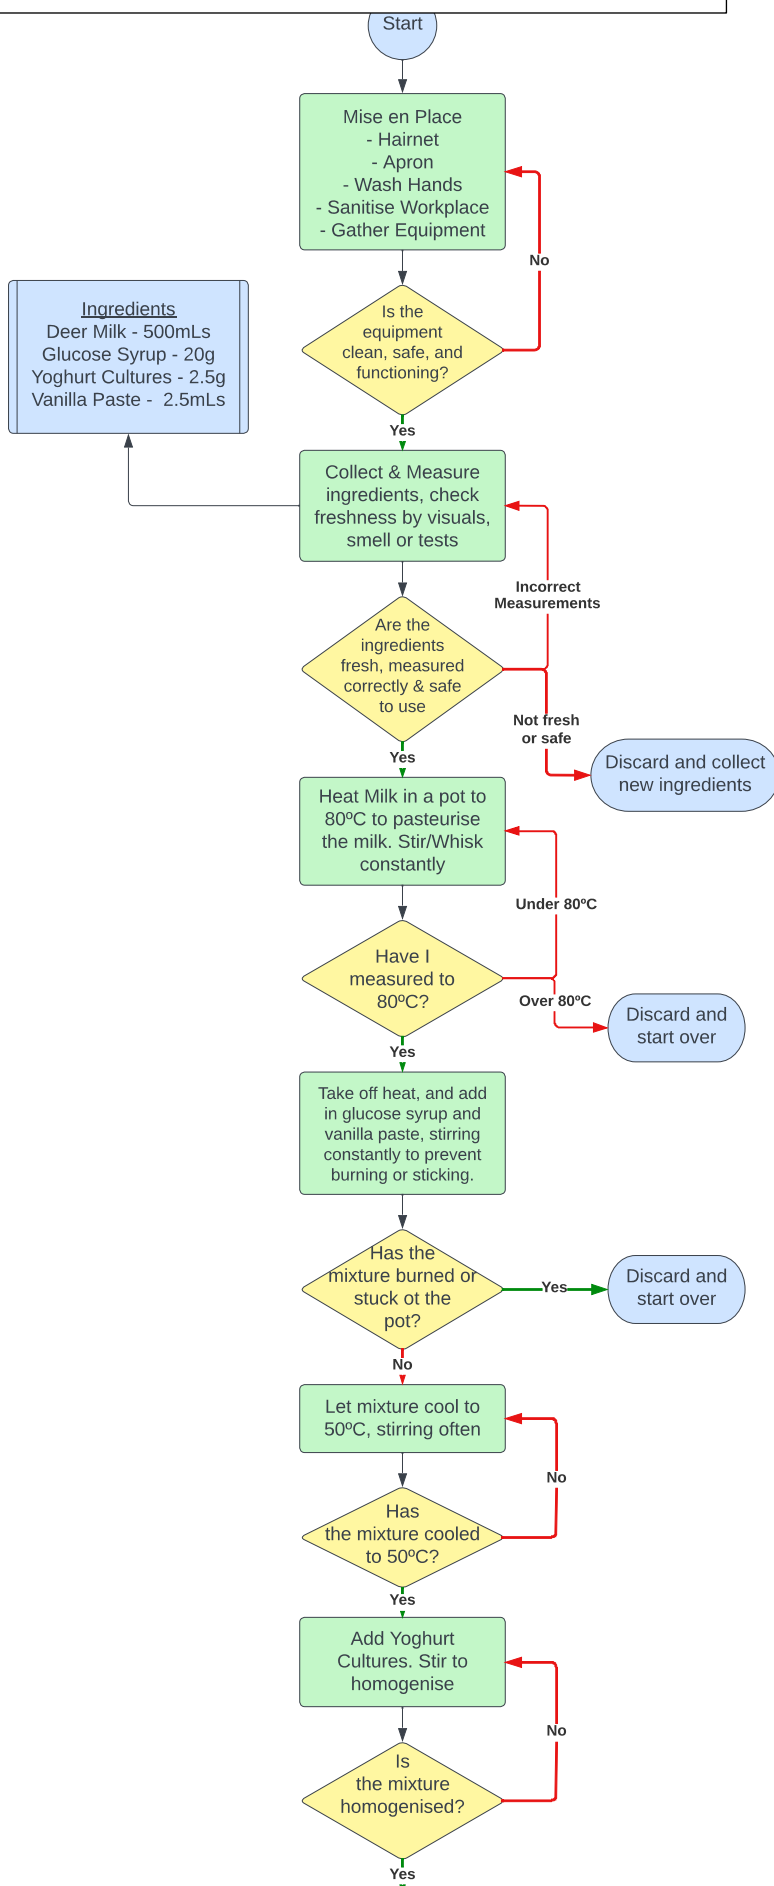 Start
Mise en Place
- Hairnet
- Apron
- Wash Hands
- Sanitise Workplace
- Gather Equipment
No
Is the
equipment
clean, safe, and
functioning?
Ingredients
Deer Milk - 500mLs
Glucose Syrup - 20g
Yoghurt Cultures - 2.5g
Vanilla Paste -  2.5mLs
Yes
Collect & Measure
ingredients, check
freshness by visuals,
smell or tests
Incorrect
Measurements
Are the
ingredients
fresh, measured
correctly & safe
to use
Not fresh
or safe
Discard and collect
new ingredients
Yes
Heat Milk in a pot to
80ºC to pasteurise
the milk. Stir/Whisk
constantly
Under 80ºC
Have I
measured to
80ºC?
Over 80ºC
Discard and
start over
Yes
Take off heat, and add
in glucose syrup and
vanilla paste, stirring
constantly to prevent
burning or sticking.
Has the
mixture burned or
stuck ot the
pot?
Yes
Discard and
start over
No
Let mixture cool to
50ºC, stirring often
No
Has
the mixture cooled
to 50ºC?
Yes
Add Yoghurt
Cultures. Stir to
homogenise
No
Is
the mixture
homogenised?
Yes